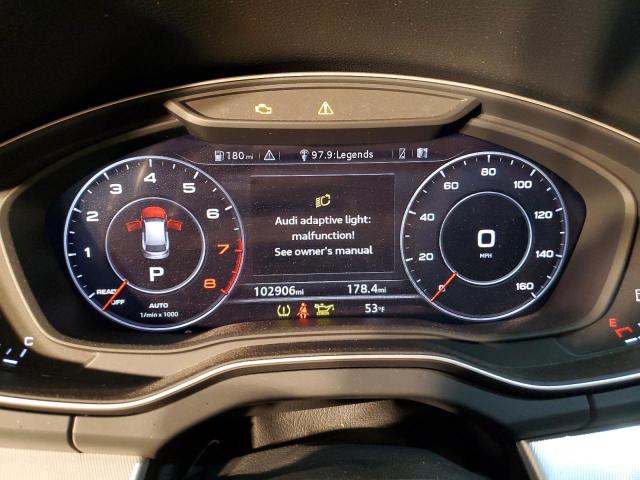 180mi
97.9:Legends
Audi adaptive light:
malfunction!
See owner's manual
102906mi
178.4mi
53°F
1
2
3
4
5
6
7
8
READY
OFF
P
AUTO
1/min x 1000
0
20
40
60
80
100
120
140
160
0
MPH
C
E